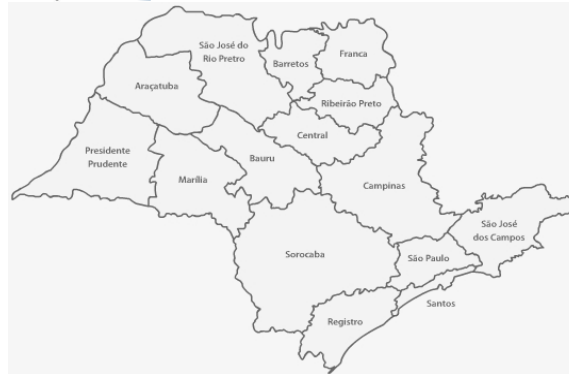 São José do
Rio Pretro
Barretos
Franca
Araçatuba
Ribeirão Preto
Central
Presidente
Prudente
Bauru
Marília
Campinas
São José
dos Campos
Sorocaba
São Paulo
Santos
Registro